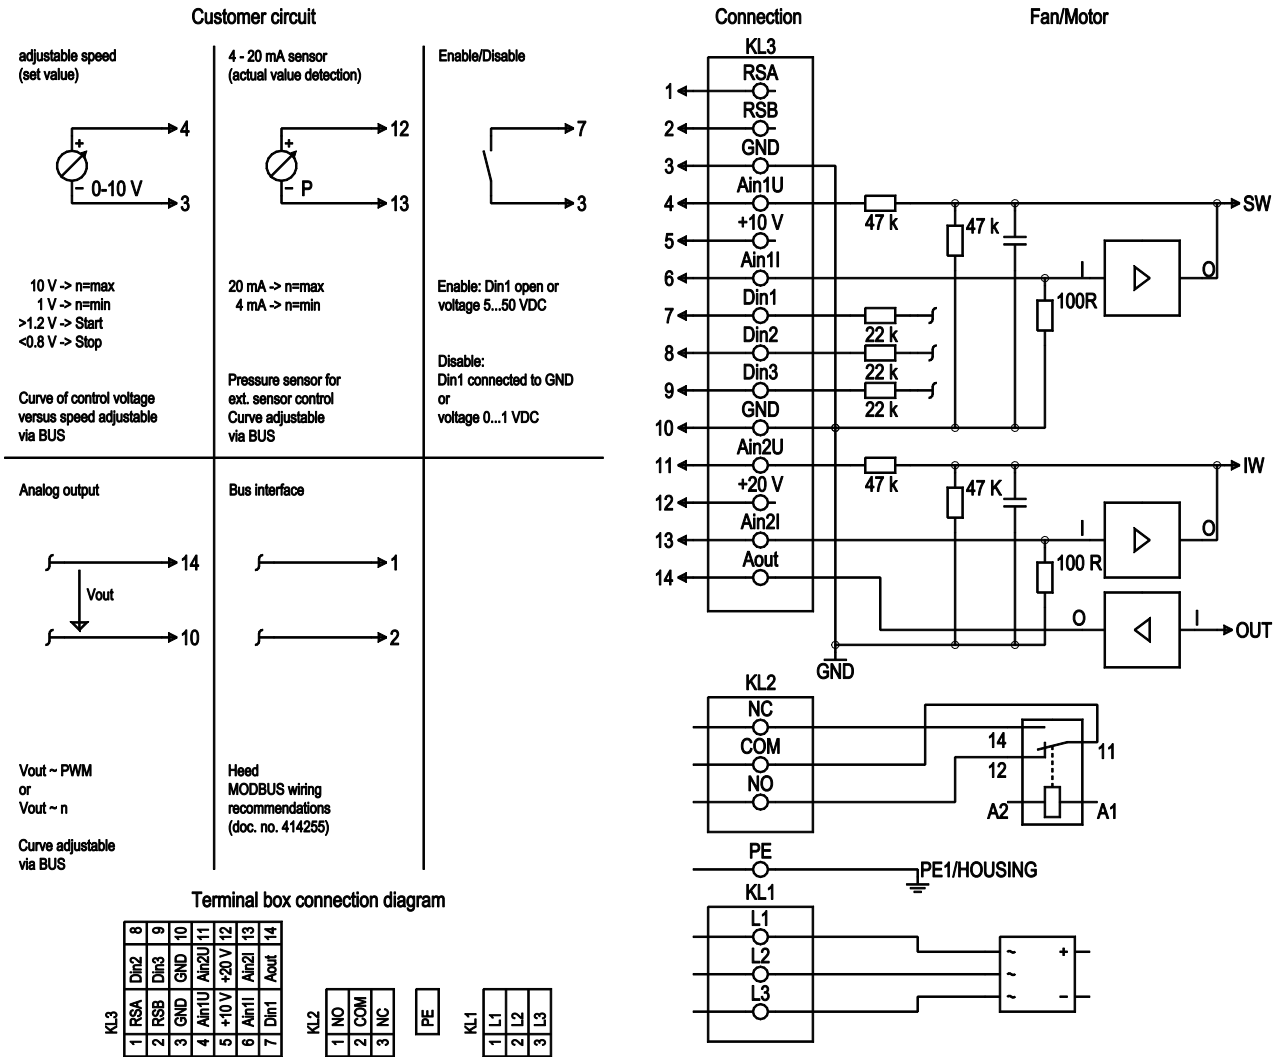 Customer circuit
adjustable speed
(set value)
4
+
0-10 V
−
3
10 V -> n=max
1 V -> n=min
>1.2 V -> Start
<0.8 V -> Stop
Curve of control voltage
versus speed adjustable
via BUS
4 - 20 mA sensor
(actual value detection)
12
+
− P
13
20 mA -> n=max
4 mA -> n=min
Pressure sensor for
ext. sensor control
Curve adjustable
via BUS
Enable/Disable
7
3
Enable: Din1 open or
voltage 5...50 VDC
Disable:
Din1 connected to GND
or
voltage 0...1 VDC
Analog output
14
Vout
10
Vout ~ PWM
or
Vout ~ n
Curve adjustable
via BUS
Bus interface
1
2
Heed
MODBUS wiring
recommendations
(doc. no. 414255)
Connection
Fan/Motor
KL3
1 RSA
2 RSB
3 GND
4 Ain1U 47 k SW
47 k
5 +10 V
6 Ain1I I O
100R
7 Din1 22 k
8 Din2 22 k
9 Din3 22 k
10 GND
11 Ain2U 47 k IW
47 K
12 +20 V
13 Ain2I I O
100 R
14 Aout
O I OUT
GND
KL2
NC
COM
NO
14
12
11
A2 A1
PE
PE1/HOUSING
KL1
L1
L2
L3
~ +
~
~ −
Terminal box connection diagram
KL3
1 RSA Din2 8
2 RSB Din3 9
3 GND GND 10
4 Ain1U Ain2U 11
5 +10 V +20 V 12
6 Ain1I Ain2I 13
7 Din1 Aout 14
KL2
1 NO
2 COM
3 NC
PE
KL1
1 L1
2 L2
3 L3